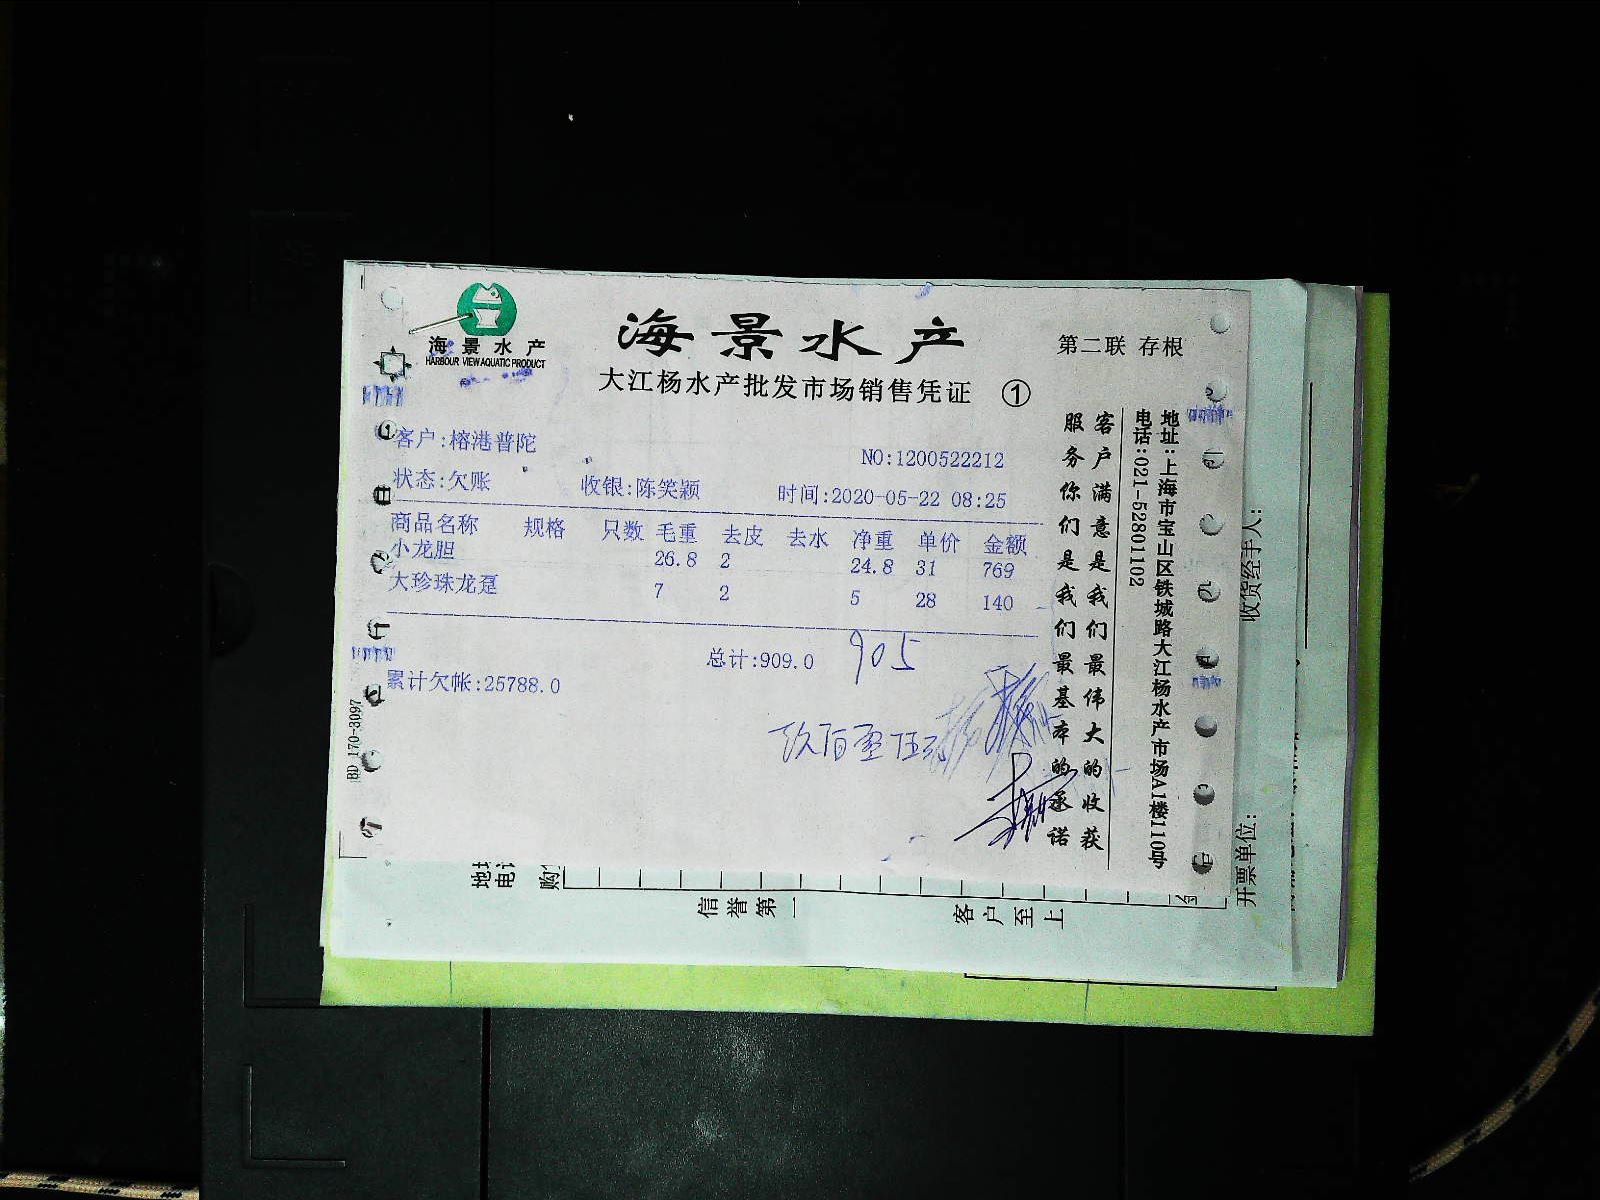 海景水产
HARBOUR VIEW AQUATIC PRODUCT
海景水产
第二联 存根
大江杨水产批发市场销售凭证 ①
客户:榕港普陀
NO:1200522212
状态:欠账 收银:陈笑颖 时间:2020-05-22 08:25
商品名称 规格 只数 毛重 去皮 去水 净重 单价 金额
小龙胆 26.8 2 24.8 31 769
大珍珠龙趸 7 2 5 28 140
总计:909.0 905
累计欠帐:25788.0
玖佰零伍元
客户满意是我们最伟大的收获
服务你们是我们最基本的承诺
地址:上海市宝山区铁城路大江杨水产市场A1楼110号
电话:021-52801102
BD 170-3097
收货经手人:
开票单位:
信誉第一
客户至上